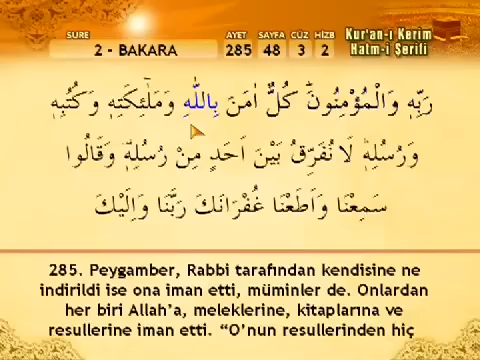 SURE AYET SAYFA CÜZ HİZB Kur'an-ı Kerim
2 - BAKARA 285 48 3 2 Hatm-i Şerifi
رَبِّهٖ وَالْمُؤْمِنُونَؕ كُلٌّ اٰمَنَ بِاللّٰهِ وَمَلٰٓئِكَتِهٖ وَكُتُبِهٖ
وَرُسُلِهٖؕ لَا نُفَرِّقُ بَيْنَ اَحَدٍ مِنْ رُسُلِهٖۚ وَقَالُوا
سَمِعْنَا وَاَطَعْنَا غُفْرَانَكَ رَبَّنَا وَاِلَيْكَ
285. Peygamber, Rabbi tarafından kendisine ne
indirildi ise ona iman etti, müminler de. Onlardan
her biri Allah’a, meleklerine, kitaplarına ve
resullerine iman etti. “O’nun resullerinden hiç